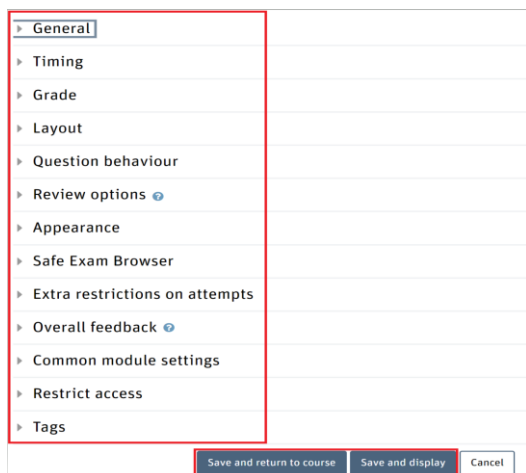 General
Timing
Grade
Layout
Question behaviour
Review options
Appearance
Safe Exam Browser
Extra restrictions on attempts
Overall feedback
Common module settings
Restrict access
Tags
Save and return to course Save and display Cancel